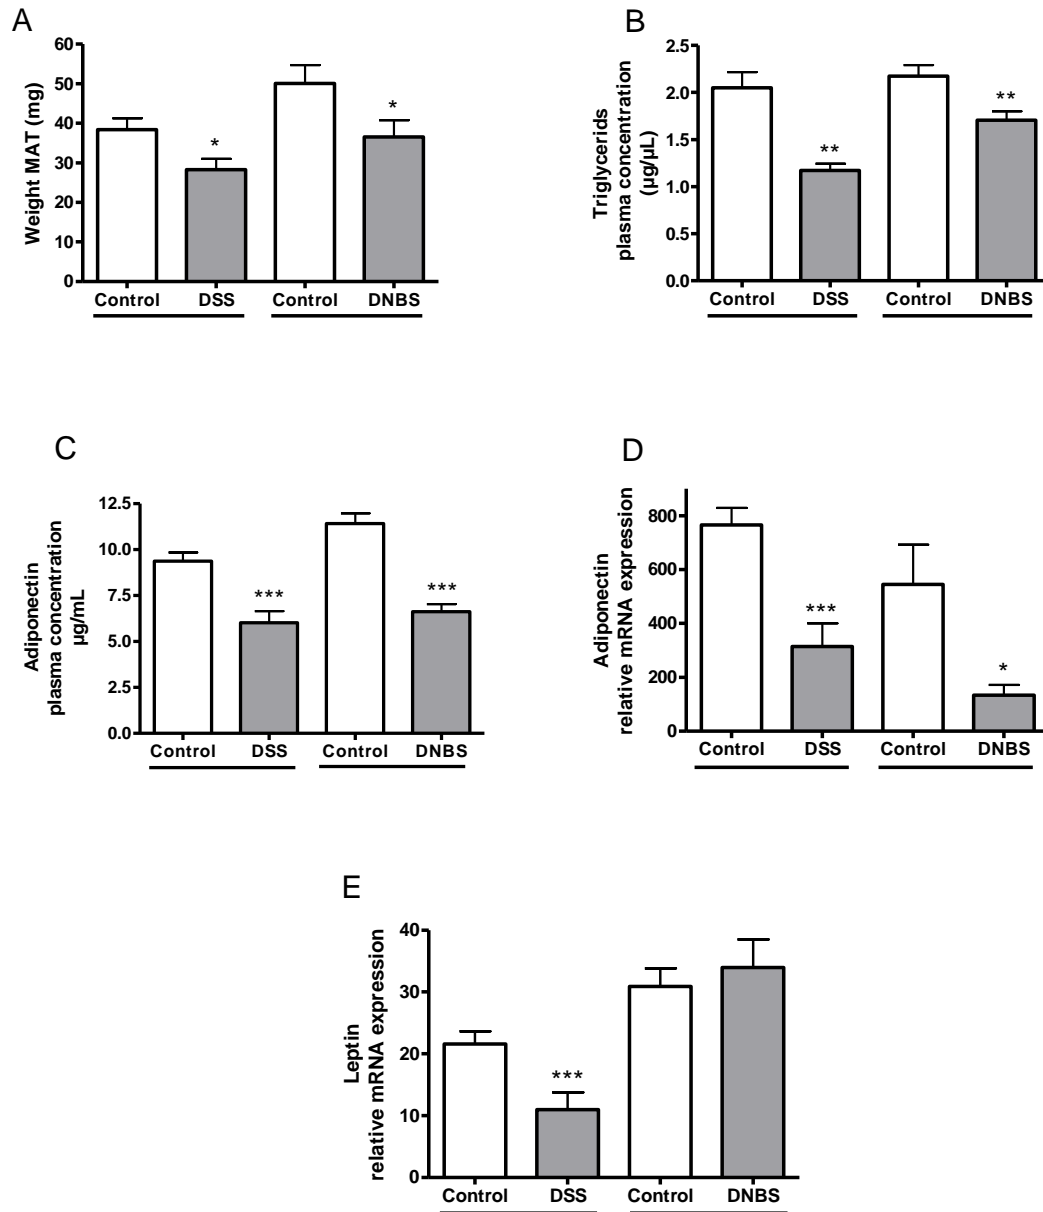 A
Weight MAT (mg)
60
50
40
30
20
10
0
*
*
Control DSS Control DNBS
B
Triglycerids
plasma concentration
(µg/µL)
2.5
2.0
1.5
1.0
0.5
0.0
**
**
Control DSS Control DNBS
C
Adiponectin
plasma concentration
µg/mL
12.5
10.0
7.5
5.0
2.5
0.0
***
***
Control DSS Control DNBS
D
Adiponectin
relative mRNA expression
800
600
400
200
0
***
*
Control DSS Control DNBS
E
Leptin
relative mRNA expression
40
30
20
10
0
***
Control DSS Control DNBS